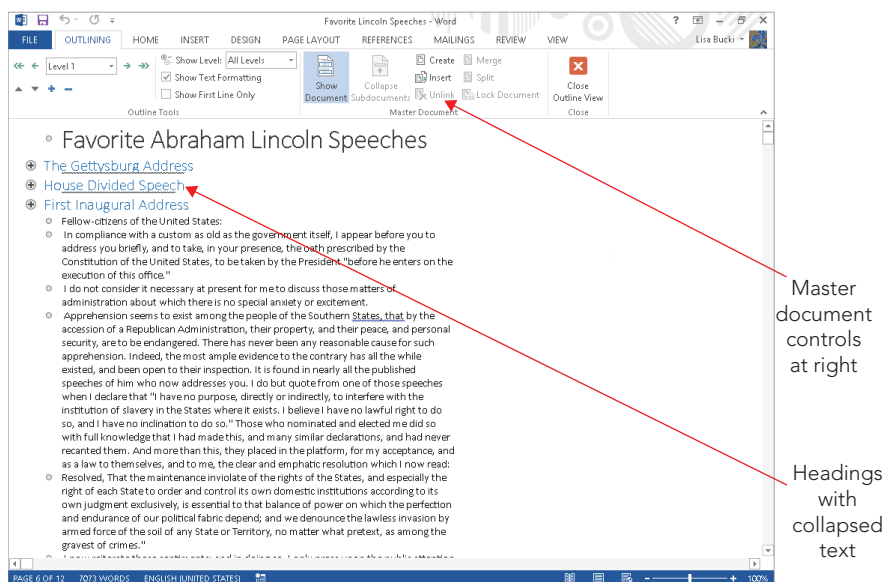 Favorite Lincoln Speeches - Word
FILE OUTLINING HOME INSERT DESIGN PAGE LAYOUT REFERENCES MAILINGS REVIEW VIEW Lisa Bucki
Level 1
Show Level: All Levels
Show Text Formatting
Show First Line Only
Outline Tools
Show
Document
Collapse
Subdocuments
Create
Insert
Unlink
Merge
Split
Lock Document
Master Document
Close
Outline View
Close
Favorite Abraham Lincoln Speeches
The Gettysburg Address
House Divided Speech
First Inaugural Address
Fellow-citizens of the United States:
In compliance with a custom as old as the government itself, I appear before you to
address you briefly, and to take, in your presence, the oath prescribed by the
Constitution of the United States, to be taken by the President "before he enters on the
execution of this office."
I do not consider it necessary at present for me to discuss those matters of
administration about which there is no special anxiety or excitement.
Apprehension seems to exist among the people of the Southern States, that by the
accession of a Republican Administration, their property, and their peace, and personal
security, are to be endangered. There has never been any reasonable cause for such
apprehension. Indeed, the most ample evidence to the contrary has all the while
existed, and been open to their inspection. It is found in nearly all the published
speeches of him who now addresses you. I do but quote from one of those speeches
when I declare that "I have no purpose, directly or indirectly, to interfere with the
institution of slavery in the States where it exists. I believe I have no lawful right to do
so, and I have no inclination to do so." Those who nominated and elected me did so
with full knowledge that I had made this, and many similar declarations, and had never
recanted them. And more than this, they placed in the platform, for my acceptance, and
as a law to themselves, and to me, the clear and emphatic resolution which I now read:
Resolved, That the maintenance inviolate of the rights of the States, and especially the
right of each State to order and control its own domestic institutions according to its
own judgment exclusively, is essential to that balance of power on which the perfection
and endurance of our political fabric depend; and we denounce the lawless invasion by
armed force of the soil of any State or Territory, no matter what pretext, as among the
gravest of crimes."
PAGE 6 OF 12 7073 WORDS ENGLISH (UNITED STATES) 100%
Master
document
controls
at right
Headings
with
collapsed
text